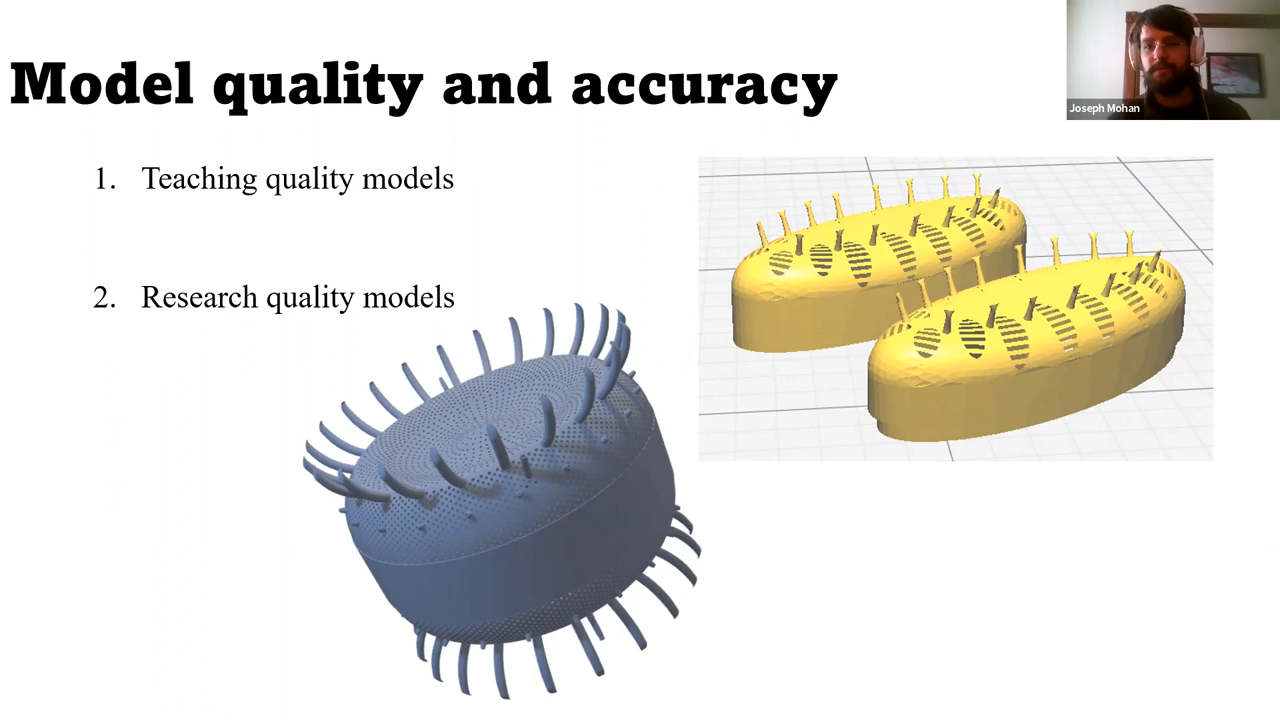 Model quality and accuracy
Joseph Mohan
1. Teaching quality models
2. Research quality models